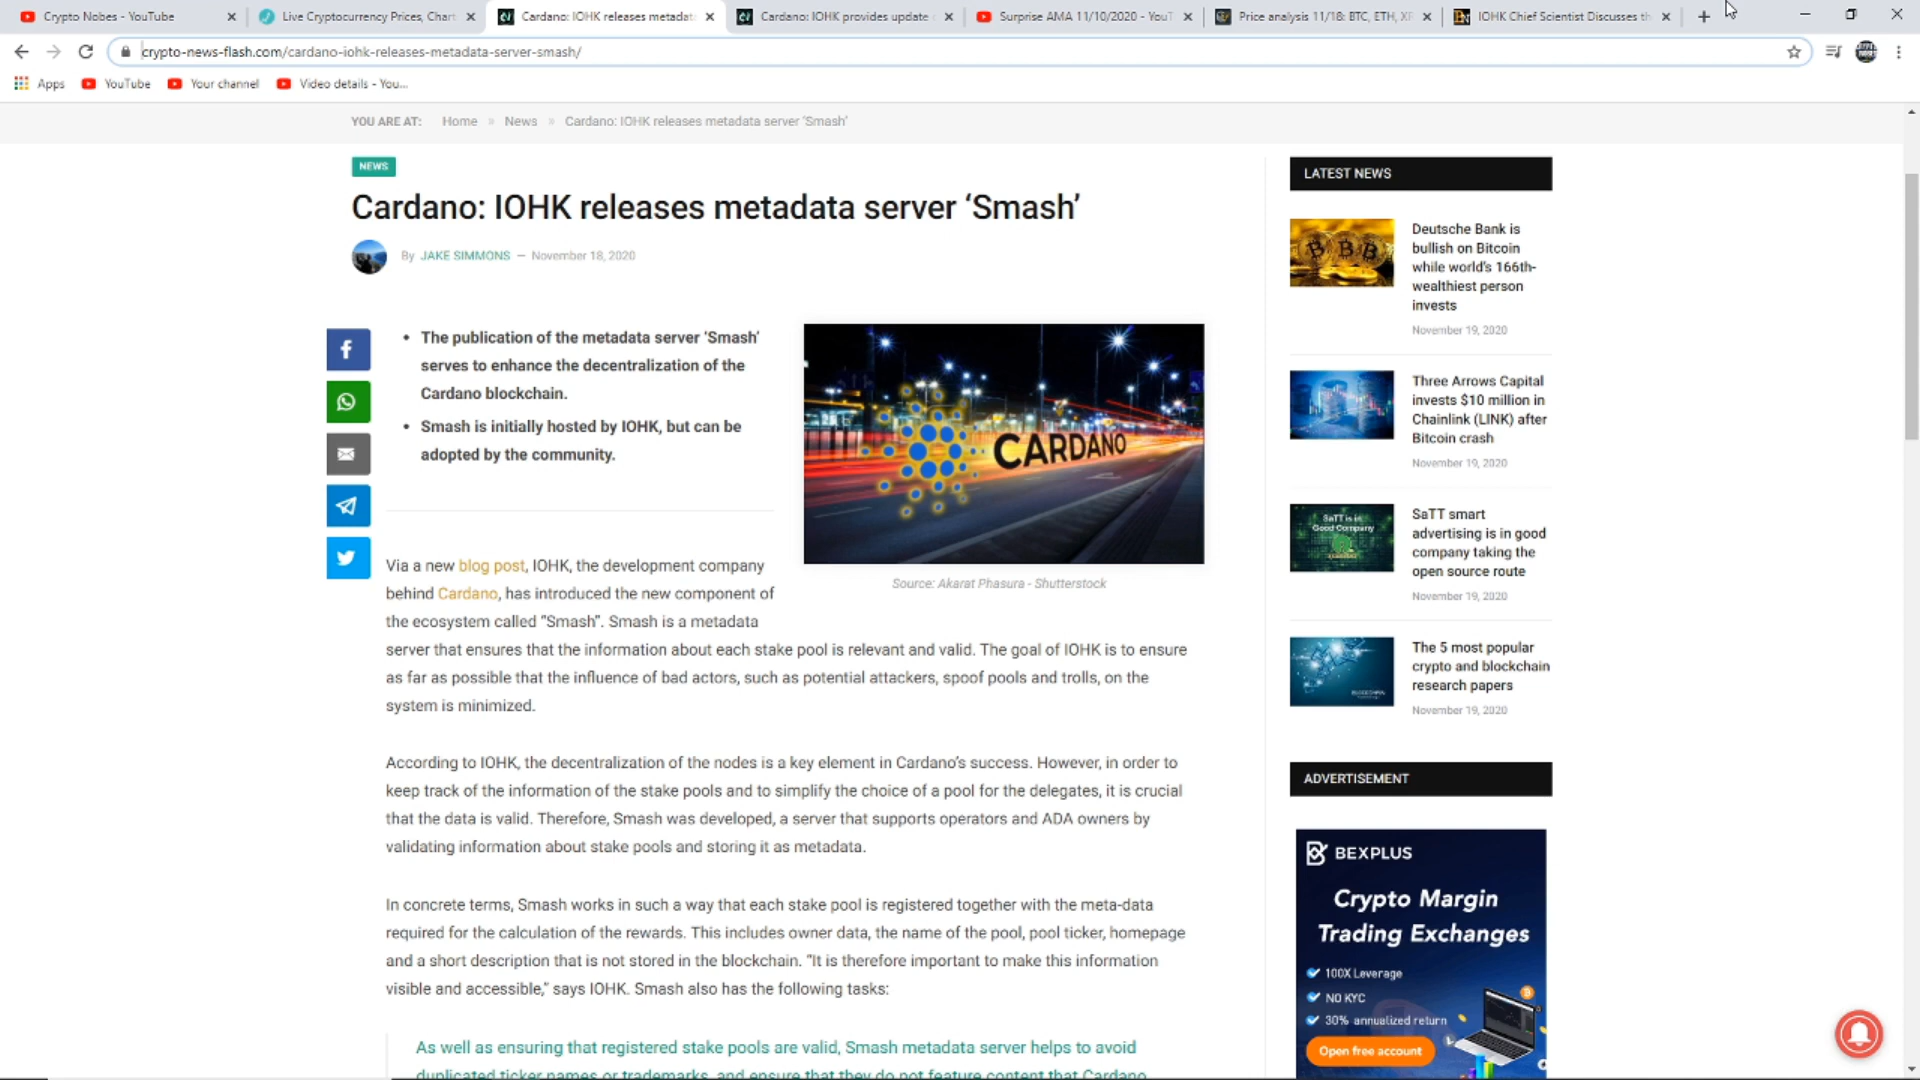 Crypto Nobes - YouTube
Live Cryptocurrency Prices, Chart
Cardano: IOHK releases metadat
Cardano: IOHK provides update
Surprise AMA 11/10/2020 - YouT
Price analysis 11/18: BTC, ETH, XF
IOHK Chief Scientist Discusses th
crypto-news-flash.com/cardano-iohk-releases-metadata-server-smash/
Apps
YouTube
Your channel
Video details - You...
YOU ARE AT: Home » News » Cardano: IOHK releases metadata server ‘Smash’
NEWS
Cardano: IOHK releases metadata server ‘Smash’
By JAKE SIMMONS — November 18, 2020
• The publication of the metadata server ‘Smash’
serves to enhance the decentralization of the
Cardano blockchain.
• Smash is initially hosted by IOHK, but can be
adopted by the community.
CARDANO
Source: Akarat Phasura - Shutterstock
Via a new blog post, IOHK, the development company
behind Cardano, has introduced the new component of
the ecosystem called “Smash”. Smash is a metadata
server that ensures that the information about each stake pool is relevant and valid. The goal of IOHK is to ensure
as far as possible that the influence of bad actors, such as potential attackers, spoof pools and trolls, on the
system is minimized.
According to IOHK, the decentralization of the nodes is a key element in Cardano’s success. However, in order to
keep track of the information of the stake pools and to simplify the choice of a pool for the delegates, it is crucial
that the data is valid. Therefore, Smash was developed, a server that supports operators and ADA owners by
validating information about stake pools and storing it as metadata.
In concrete terms, Smash works in such a way that each stake pool is registered together with the meta-data
required for the calculation of the rewards. This includes owner data, the name of the pool, pool ticker, homepage
and a short description that is not stored in the blockchain. “It is therefore important to make this information
visible and accessible,” says IOHK. Smash also has the following tasks:
As well as ensuring that registered stake pools are valid, Smash metadata server helps to avoid
duplicated ticker names or trademarks, and ensure that they do not feature content that Cardano
LATEST NEWS
Deutsche Bank is
bullish on Bitcoin
while world's 166th-
wealthiest person
invests
November 19, 2020
Three Arrows Capital
invests $10 million in
Chainlink (LINK) after
Bitcoin crash
November 19, 2020
SaTT is in
Good Company
SaTT smart
advertising is in good
company taking the
open source route
November 19, 2020
The 5 most popular
crypto and blockchain
research papers
November 19, 2020
ADVERTISEMENT
BEXPLUS
Crypto Margin
Trading Exchanges
100X Leverage
NO KYC
30% annualized return
Open free account